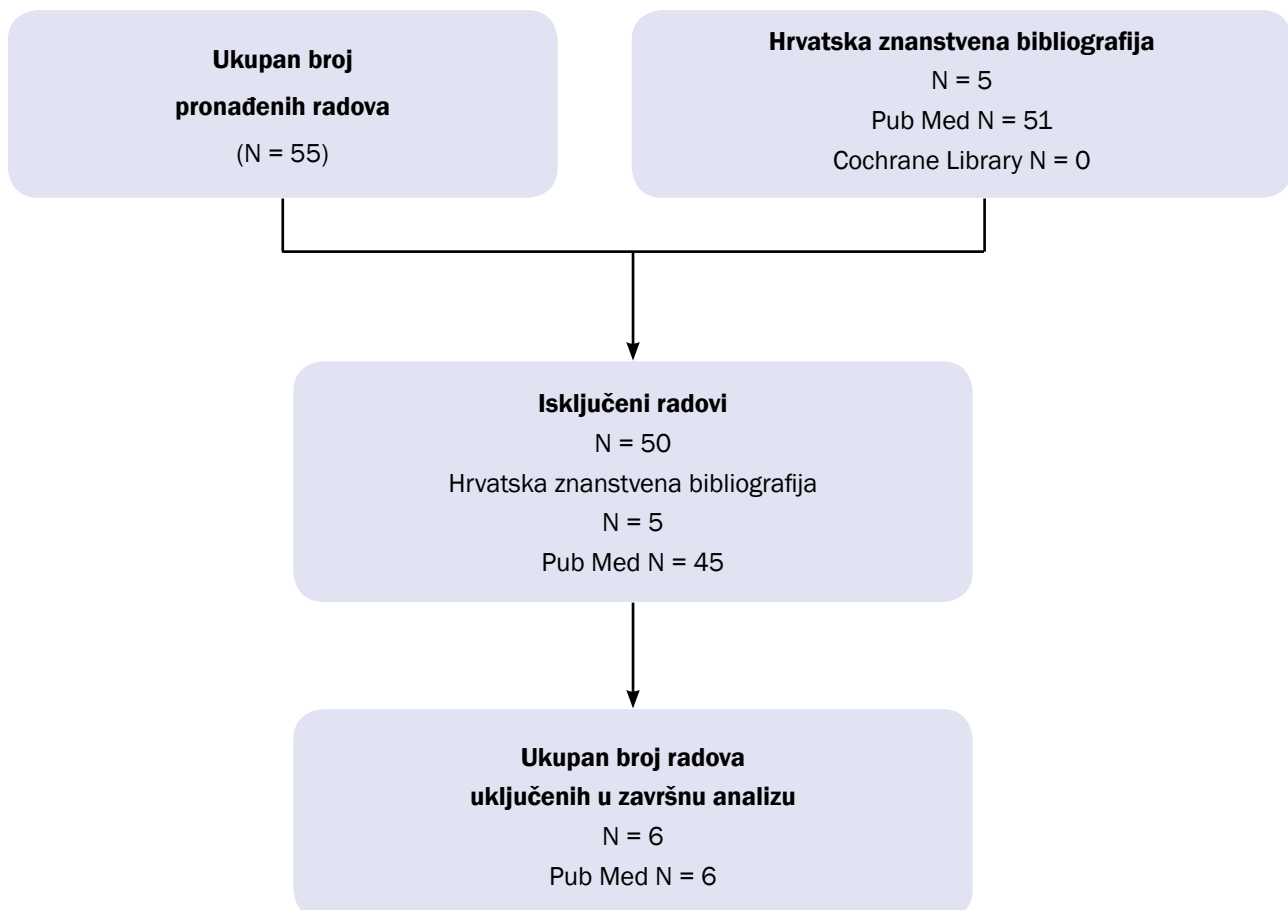 Ukupan broj
pronađenih radova
(N = 55)
Hrvatska znanstvena bibliografija
N = 5
Pub Med N = 51
Cochrane Library N = 0
Isključeni radovi
N = 50
Hrvatska znanstvena bibliografija
N = 5
Pub Med N = 45
Ukupan broj radova
uključenih u završnu analizu
N = 6
Pub Med N = 6